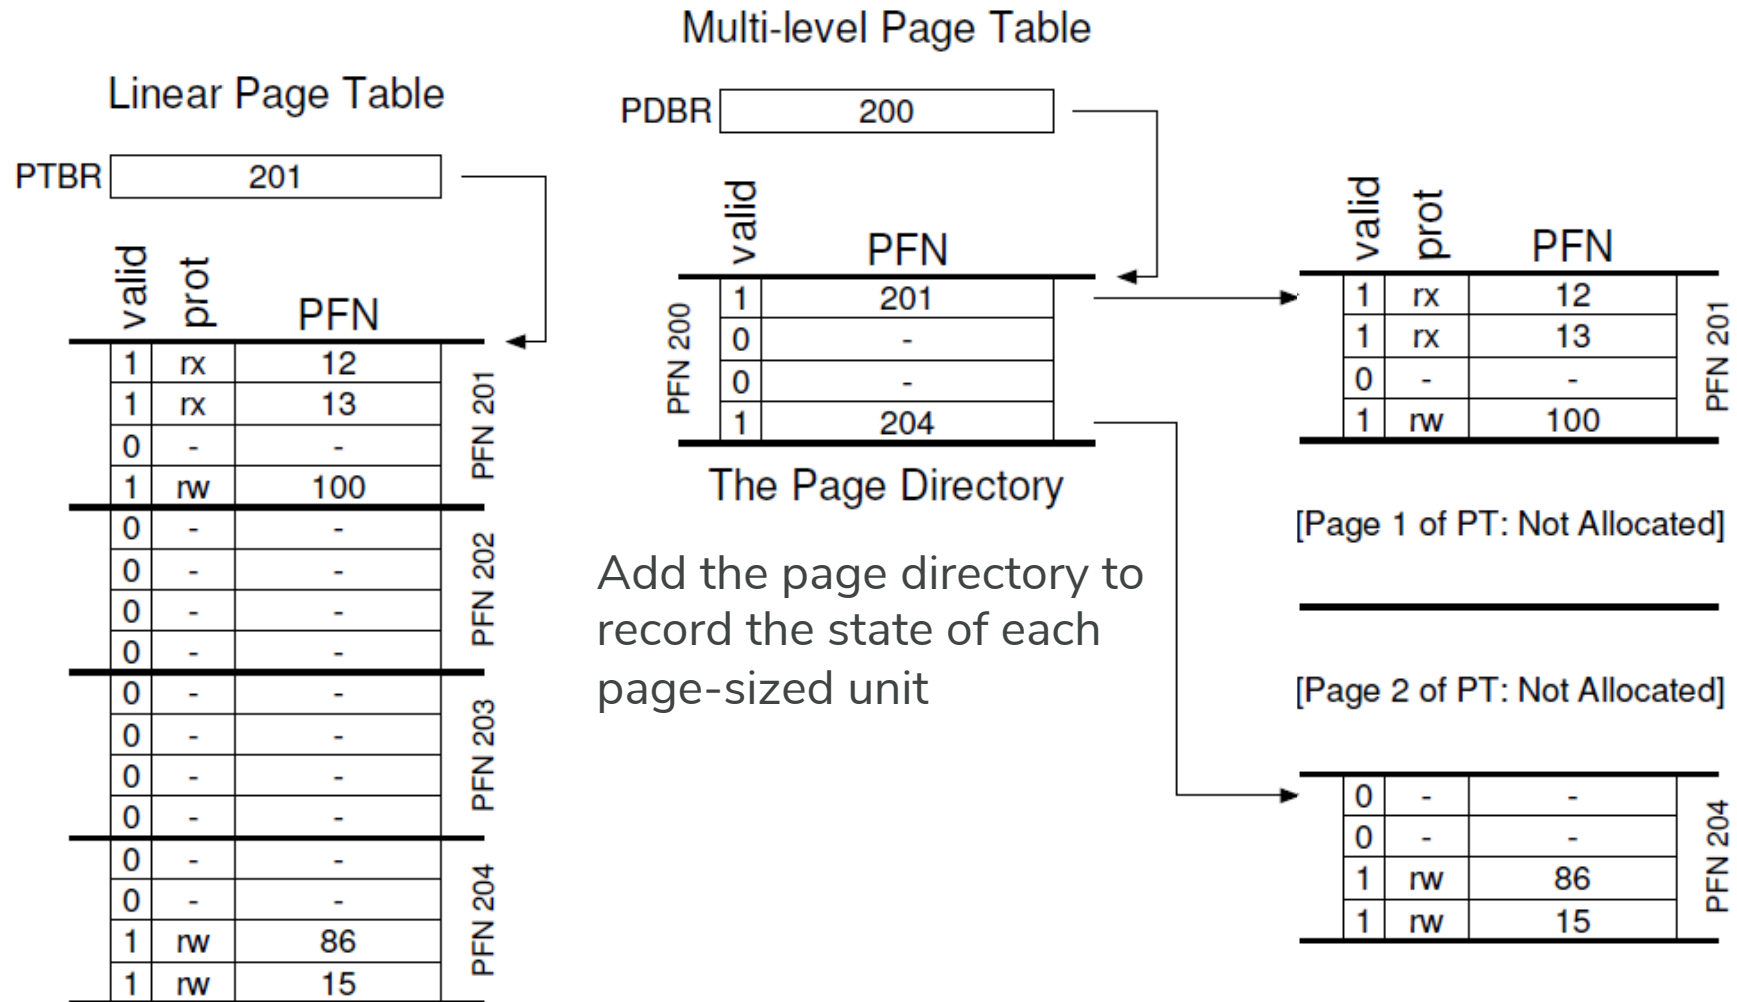 Multi-level Page Table
Linear Page Table
PTBR 201
valid prot PFN
1 rx 12
1 rx 13
0 - -
1 rw 100
PFN 201
0 - -
0 - -
0 - -
0 - -
PFN 202
0 - -
0 - -
0 - -
0 - -
PFN 203
0 - -
0 - -
1 rw 86
1 rw 15
PFN 204
PDBR 200
valid PFN
1 201
0 -
0 -
1 204
PFN 200
The Page Directory
Add the page directory to
record the state of each
page-sized unit
valid prot PFN
1 rx 12
1 rx 13
0 - -
1 rw 100
PFN 201
[Page 1 of PT: Not Allocated]
[Page 2 of PT: Not Allocated]
0 - -
0 - -
1 rw 86
1 rw 15
PFN 204